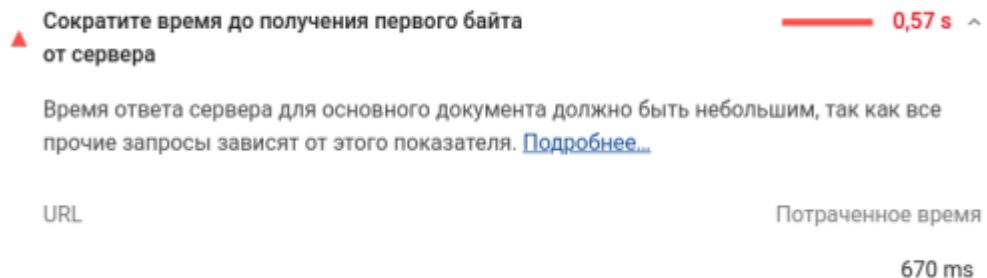 Сократите время до получения первого байта
от сервера
0,57 s
Время ответа сервера для основного документа должно быть небольшим, так как все
прочие запросы зависят от этого показателя. Подробнее...
URL
Потраченное время
670 ms